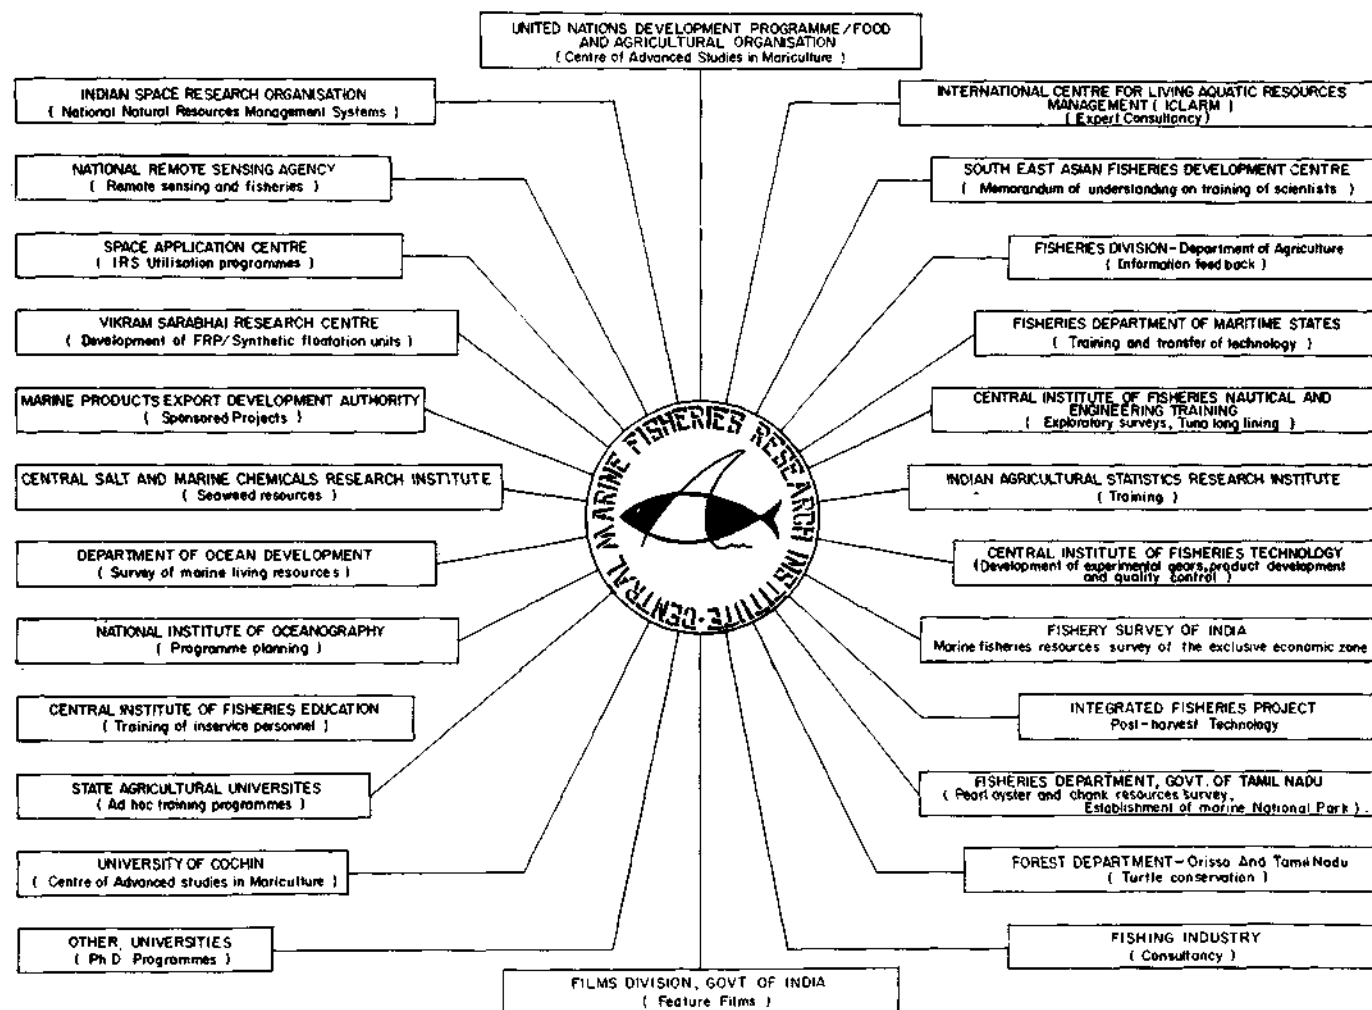 UNITED NATIONS DEVELOPMENT PROGRAMME/FOOD
AND AGRICULTURAL ORGANISATION
( Centre of Advanced Studies in Mariculture )
INDIAN SPACE RESEARCH ORGANISATION
( National Natural Resources Management Systems )
NATIONAL REMOTE SENSING AGENCY
( Remote sensing and fisheries )
SPACE APPLICATION CENTRE
( IRS Utilisation programmes )
VIKRAM SARABHAI RESEARCH CENTRE
( Development of FRP/Synthetic floatation units )
MARINE PRODUCTS EXPORT DEVELOPMENT AUTHORITY
( Sponsored Projects )
CENTRAL SALT AND MARINE CHEMICALS RESEARCH INSTITUTE
( Seaweed resources )
DEPARTMENT OF OCEAN DEVELOPMENT
( Survey of marine living resources )
NATIONAL INSTITUTE OF OCEANOGRAPHY
( Programme planning )
CENTRAL INSTITUTE OF FISHERIES EDUCATION
( Training of inservice personnel )
STATE AGRICULTURAL UNIVERSITES
( Ad hoc training programmes )
UNIVERSITY OF COCHIN
( Centre of Advanced studies in Mariculture )
OTHER UNIVERSITIES
( Ph D Programmes )
CENTRAL MARINE FISHERIES RESEARCH INSTITUTE
INTERNATIONAL CENTRE FOR LIVING AQUATIC RESOURCES
MANAGEMENT ( ICLARM )
( Expert Consultancy )
SOUTH EAST ASIAN FISHERIES DEVELOPMENT CENTRE
( Memorandum of understanding on training of scientists )
FISHERIES DIVISION - Department of Agriculture
( Information feed back )
FISHERIES DEPARTMENT OF MARITIME STATES
( Training and transfer of technology )
CENTRAL INSTITUTE OF FISHERIES NAUTICAL AND
ENGINEERING TRAINING
( Exploratory surveys, Tuna long lining )
INDIAN AGRICULTURAL STATISTICS RESEARCH INSTITUTE
( Training )
CENTRAL INSTITUTE OF FISHERIES TECHNOLOGY
(Development of experimental gears, product development
and quality control )
FISHERY SURVEY OF INDIA
Marine fisheries resources survey of the exclusive economic zone
INTEGRATED FISHERIES PROJECT
Post-harvest Technology
FISHERIES DEPARTMENT, GOVT. OF TAMIL NADU
( Pearl oyster and chank resources survey,
Establishment of marine National Park ).
FOREST DEPARTMENT - Orissa And Tamil Nadu
( Turtle conservation )
FISHING INDUSTRY
( Consultancy )
FILMS DIVISION, GOVT OF INDIA
( Feature Films )